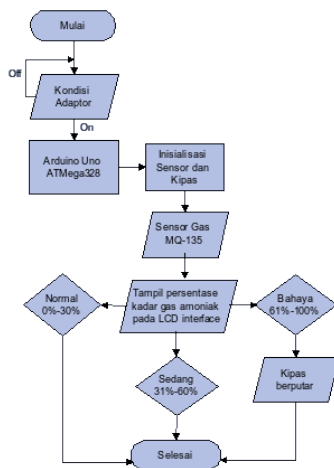 Mulai
Off
Kondisi
Adaptor
On
Arduino Uno
ATMega328
Inisialisasi
Sensor dan
Kipas
Sensor Gas
MQ-135
Normal
0%-30%
Tampil persentase
kadar gas amoniak
pada LCD interface
Bahaya
61%-100%
Sedang
31%-60%
Kipas
berputar
Selesai